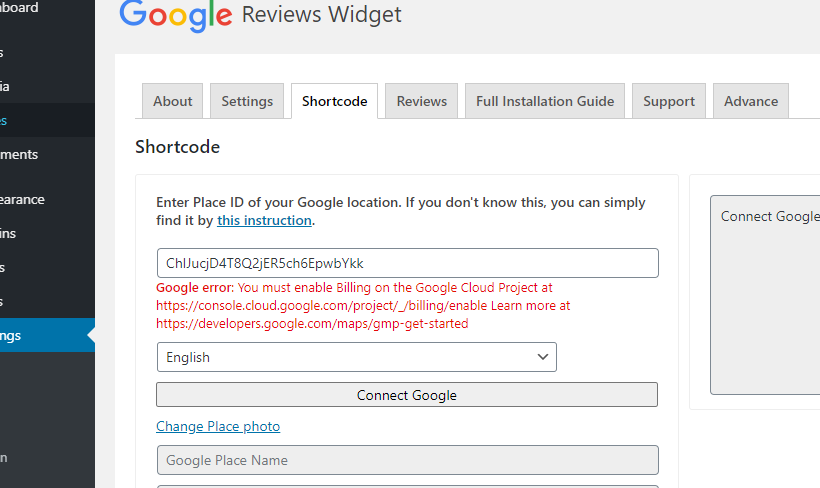 Google Reviews Widget
board
s
ia
es
ments
earance
ins
s
s
ngs
n
About
Settings
Shortcode
Reviews
Full Installation Guide
Support
Advance
Shortcode
Enter Place ID of your Google location. If you don't know this, you can simply
find it by this instruction.
ChIJucjD4T8Q2jER5ch6EpwbYkk
Google error: You must enable Billing on the Google Cloud Project at
https://console.cloud.google.com/project/_/billing/enable Learn more at
https://developers.google.com/maps/gmp-get-started
English
Connect Google
Change Place photo
Google Place Name
Connect Google